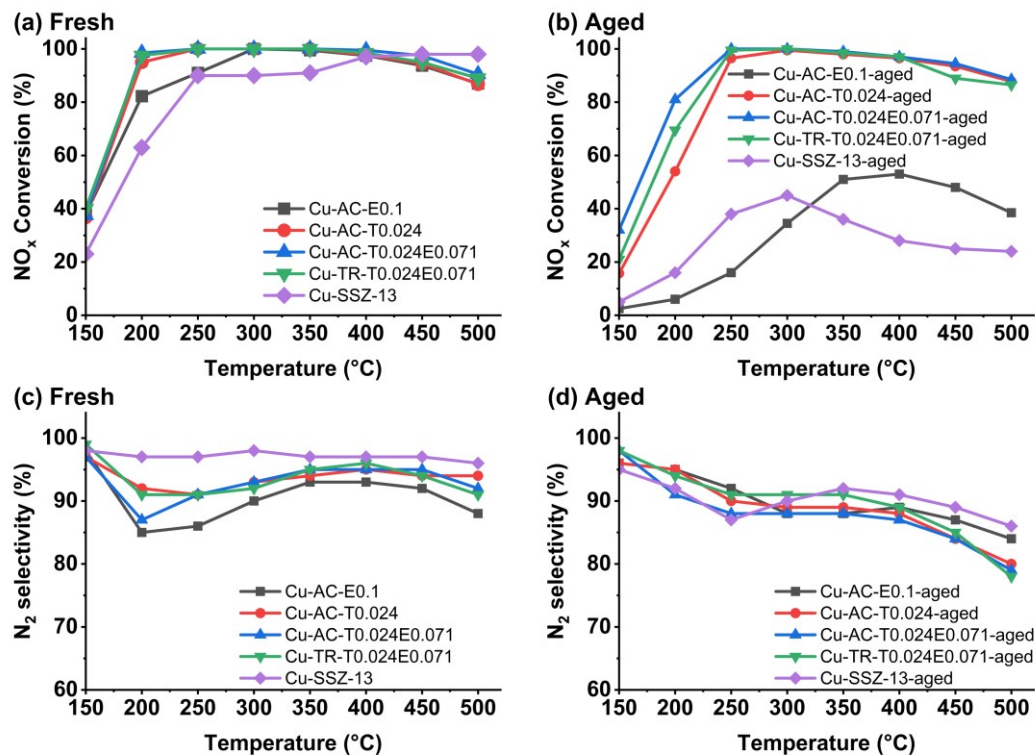 (a) Fresh
NOx Conversion (%)
100
80
60
40
20
0
Cu-AC-E0.1
Cu-AC-T0.024
Cu-AC-T0.024E0.071
Cu-TR-T0.024E0.071
Cu-SSZ-13
150 200 250 300 350 400 450 500
Temperature (°C)
(b) Aged
NOx Conversion (%)
100
80
60
40
20
0
Cu-AC-E0.1-aged
Cu-AC-T0.024-aged
Cu-AC-T0.024E0.071-aged
Cu-TR-T0.024E0.071-aged
Cu-SSZ-13-aged
150 200 250 300 350 400 450 500
Temperature (°C)
(c) Fresh
N2 selectivity (%)
100
90
80
70
60
Cu-AC-E0.1
Cu-AC-T0.024
Cu-AC-T0.024E0.071
Cu-TR-T0.024E0.071
Cu-SSZ-13
150 200 250 300 350 400 450 500
Temperature (°C)
(d) Aged
N2 selectivity (%)
100
90
80
70
60
Cu-AC-E0.1-aged
Cu-AC-T0.024-aged
Cu-AC-T0.024E0.071-aged
Cu-TR-T0.024E0.071-aged
Cu-SSZ-13-aged
150 200 250 300 350 400 450 500
Temperature (°C)